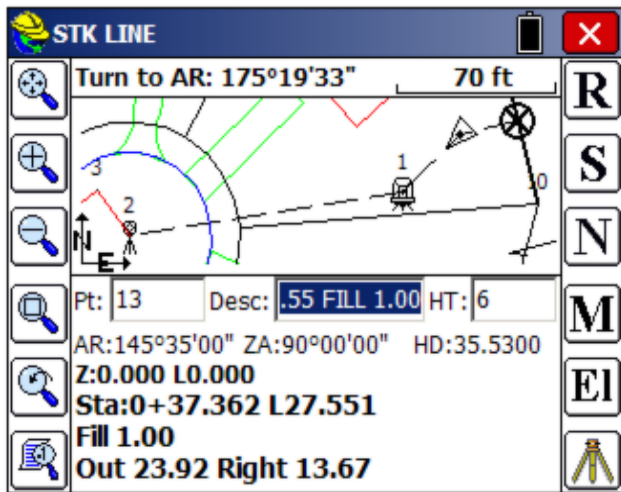 STK LINE
Turn to AR: 175°19'33" 70 ft
R
S
N
M
El
3
2
1
10
N
E
Pt: 13 Desc: .55 FILL 1.00 HT: 6
AR:145°35'00" ZA:90°00'00" HD:35.5300
Z:0.000 L0.000
Sta:0+37.362 L27.551
Fill 1.00
Out 23.92 Right 13.67